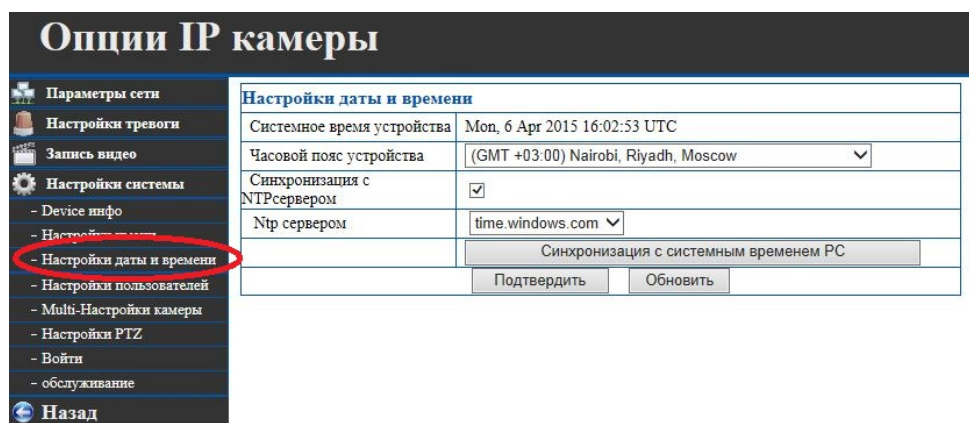 Опции IP камеры
Параметры сети
Настройки тревоги
Запись видео
Настройки системы
- Device инфо
- Настройки
- Настройки даты и времени
- Настройки пользователей
- Multi-Настройки камеры
- Настройки PTZ
- Войти
- обслуживание
Назад
Настройки даты и времени
Системное время устройства Mon, 6 Apr 2015 16:02:53 UTC
Часовой пояс устройства (GMT +03:00) Nairobi, Riyadh, Moscow
Синхронизация с
NTPсервером
Ntp сервером time.windows.com
Синхронизация с системным временем PC
Подтвердить Обновить